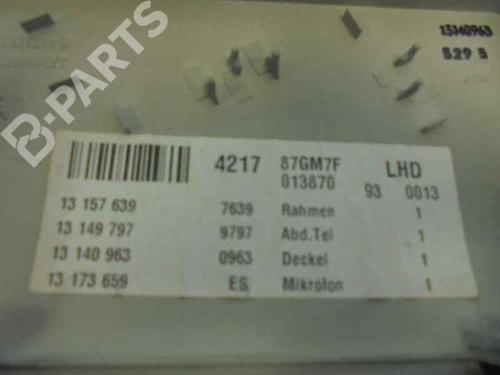 13140963
529 5
B-PARTS
4217 87GM7F LHD
013870 93 0013
13 157 639 7639 Rahmen 1
13 149 797 9797 Abd.Tel 1
13 140 963 0963 Deckel 1
13 173 659 ES Mikrofon 1